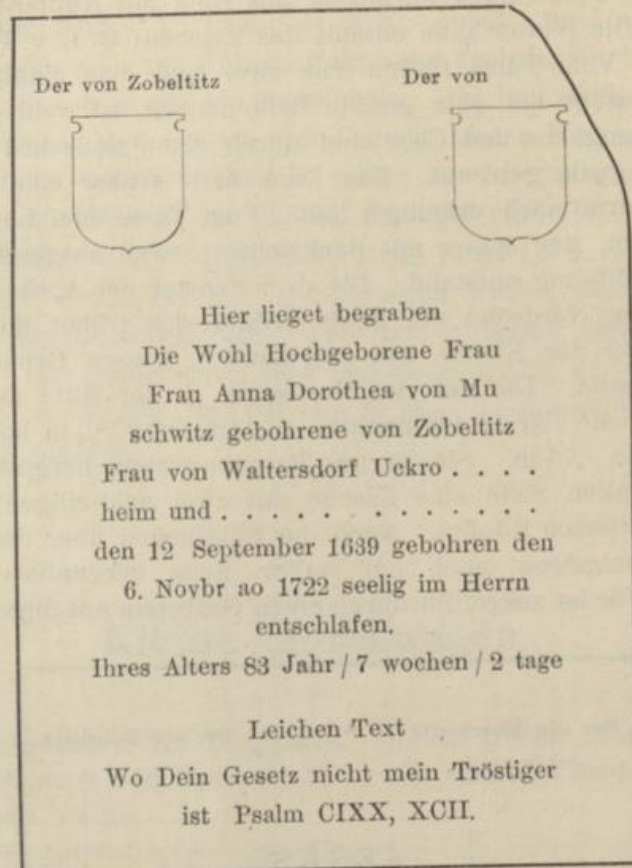 Der von Zobeltitz
Der von
Hier lieget begraben
Die Wohl Hochgeborene Frau
Frau Anna Dorothea von Mu
schwitz gebohrene von Zobeltitz
Frau von Waltersdorf Uckro . . . .
heim und . . . . . . . . . . . . .
den 12 September 1639 gebohren den
6. Novbr ao 1722 seelig im Herrn
entschlafen.
Ihres Alters 83 Jahr / 7 wochen / 2 tage
Leichen Text
Wo Dein Gesetz nicht mein Tröstiger
ist Psalm CIXX, XCII.